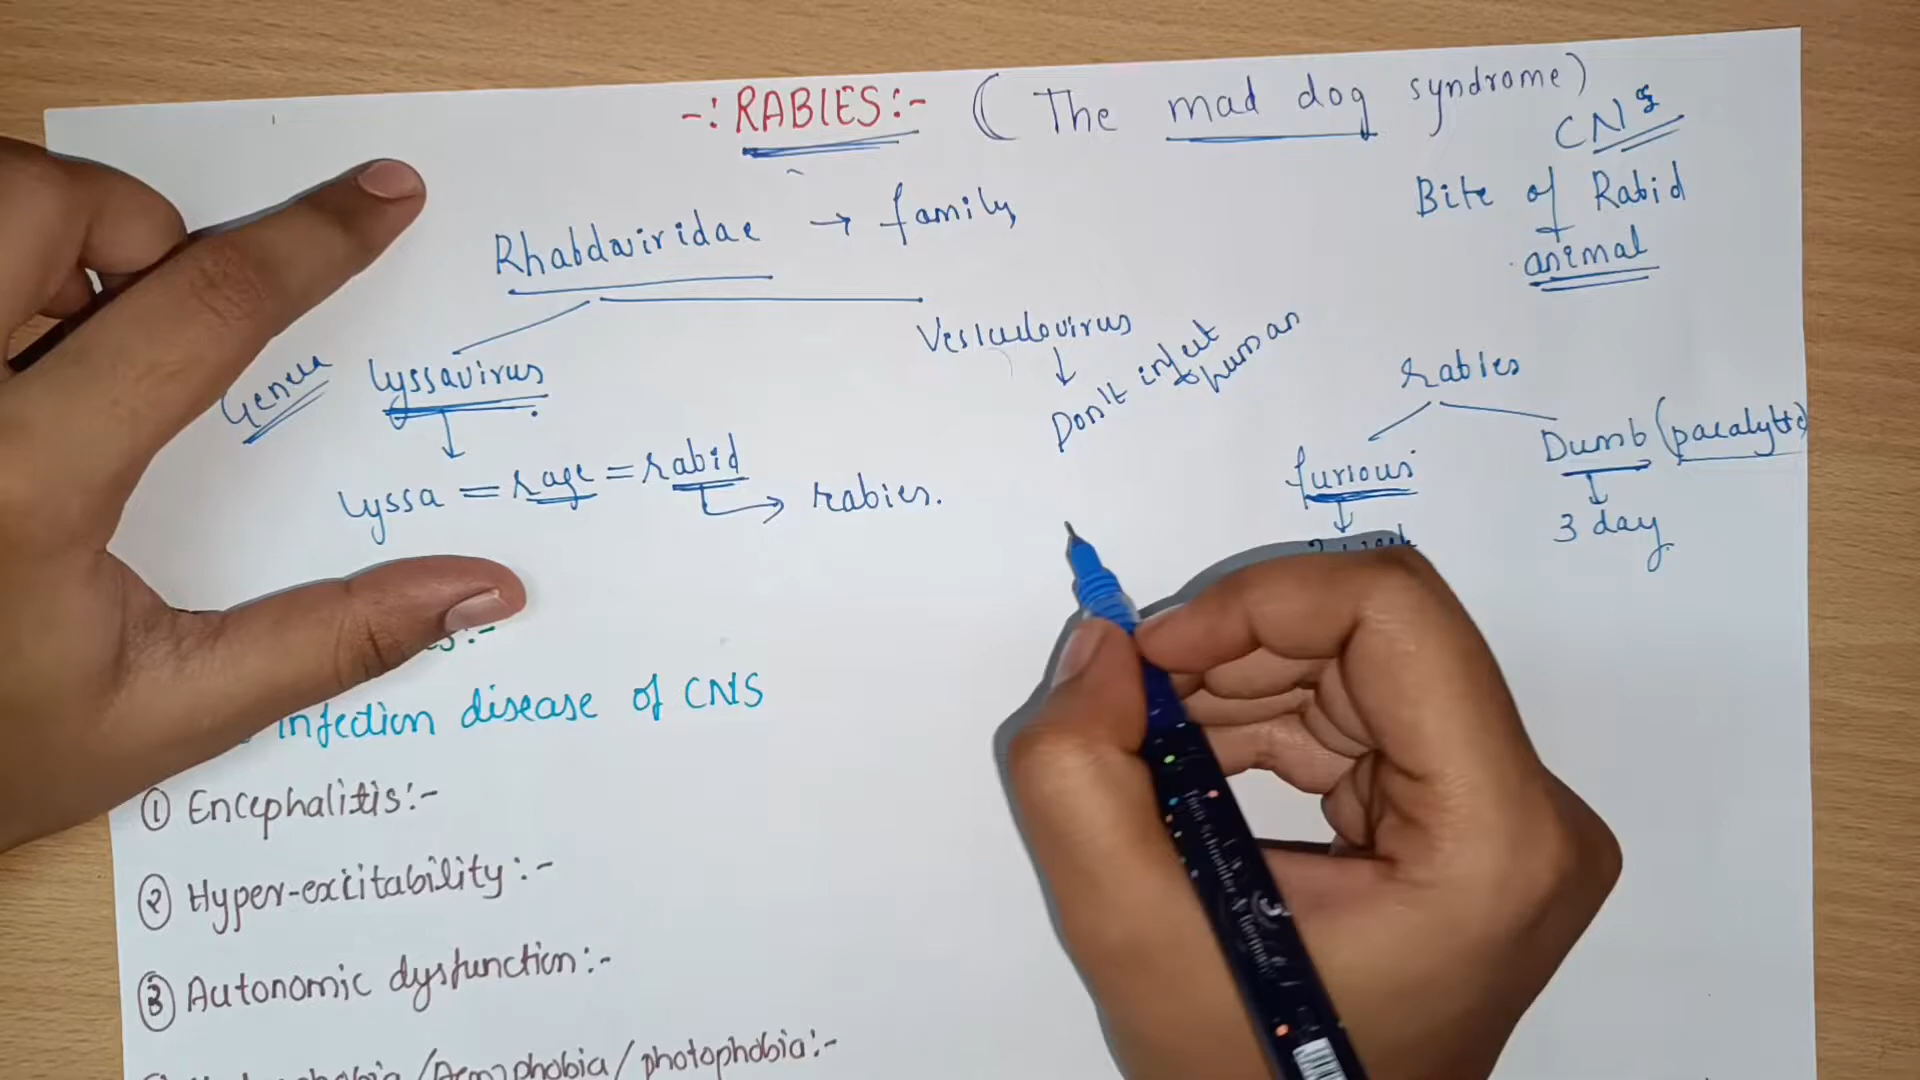 -: RABIES:- (The mad dog syndrome)
CNS
Bite of Rabid
animal
Rhabdoviridae → family
Genera
Lyssavirus
Vesiculovirus
Don't infect
human
Lyssa = rage = rabid
rabies.
rabies
furious
Dumb (paralytic)
3 day
infection disease of CNS
① Encephalitis:-
② Hyper-excitability:-
③ Autonomic dysfunction:-
/photophobia:-